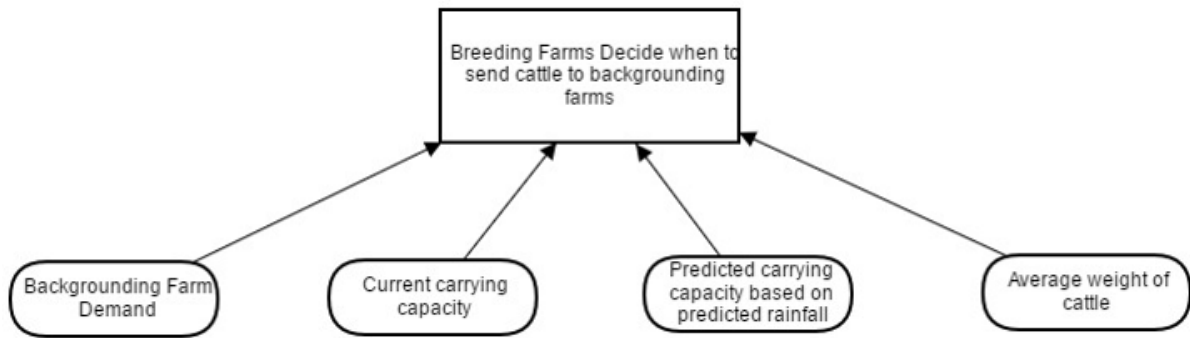 Breeding Farms Decide when to
send cattle to backgrounding
farms
Backgrounding Farm
Demand
Current carrying
capacity
Predicted carrying
capacity based on
predicted rainfall
Average weight of
cattle